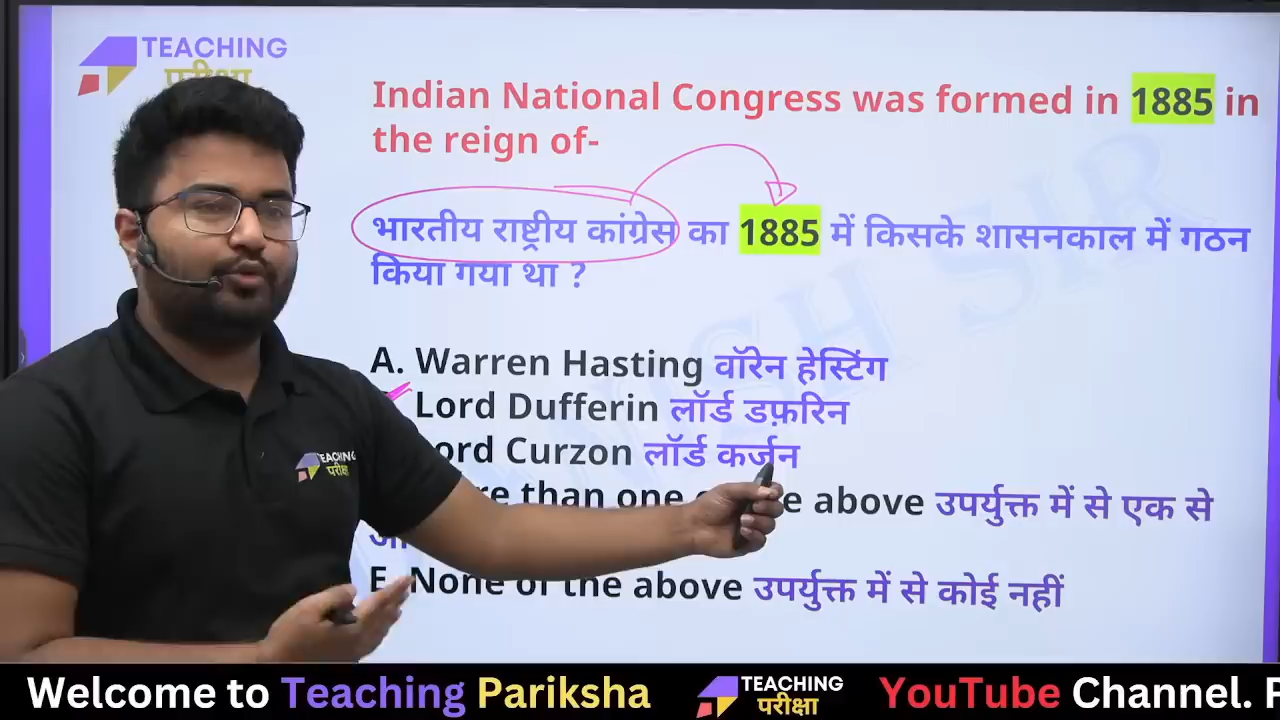 TEACHING
परीक्षा
Indian National Congress was formed in 1885 in
the reign of-
भारतीय राष्ट्रीय कांग्रेस का 1885 में किसके शासनकाल में गठन
किया गया था ?
A. Warren Hasting वॉरेन हेस्टिंग
Lord Dufferin लॉर्ड डफ़रिन
Lord Curzon लॉर्ड कर्जन
than one above उपर्युक्त में से एक से
E. None of the above उपर्युक्त में से कोई नहीं
TEACHING
परीक्षा
Welcome to Teaching Pariksha TEACHING परीक्षा YouTube Channel. F